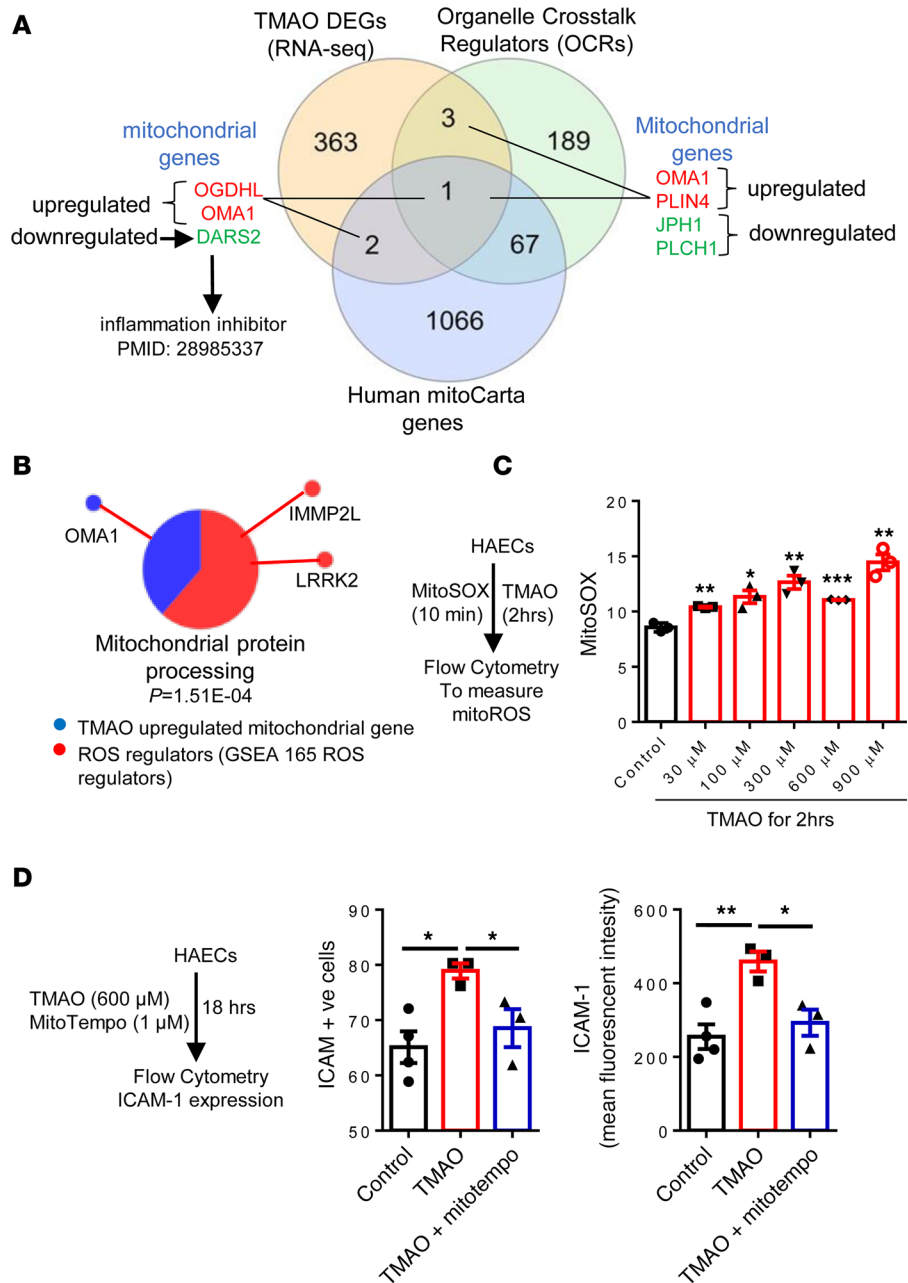 A
TMAO DEGs
(RNA-seq)
Organelle Crosstalk
Regulators (OCRs)
363
3
189
1
2
67
1066
Human mitoCarta
genes
mitochondrial
genes
upregulated
OGDHL
OMA1
downregulated
DARS2
inflammation inhibitor
PMID: 28985337
Mitochondrial
genes
OMA1
PLIN4
upregulated
JPH1
PLCH1
downregulated
B
OMA1
IMMP2L
LRRK2
Mitochondrial protein
processing
P=1.51E-04
TMAO upregulated mitochondrial gene
ROS regulators (GSEA 165 ROS
regulators)
C
HAECs
MitoSOX
(10 min)
TMAO
(2hrs)
Flow Cytometry
To measure
mitoROS
MitoSOX
20
15
10
5
0
**
*
**
***
**
Control
30 µM
100 µM
300 µM
600 µM
900 µM
TMAO for 2hrs
D
HAECs
TMAO (600 µM)
MitoTempo (1 µM)
18 hrs
Flow Cytometry
ICAM-1 expression
ICAM + ve cells
90
80
70
60
50
*
*
Control
TMAO
TMAO + mitotempo
ICAM-1
(mean fluoresncent intesity)
600
400
200
0
**
*
Control
TMAO
TMAO + mitotempo